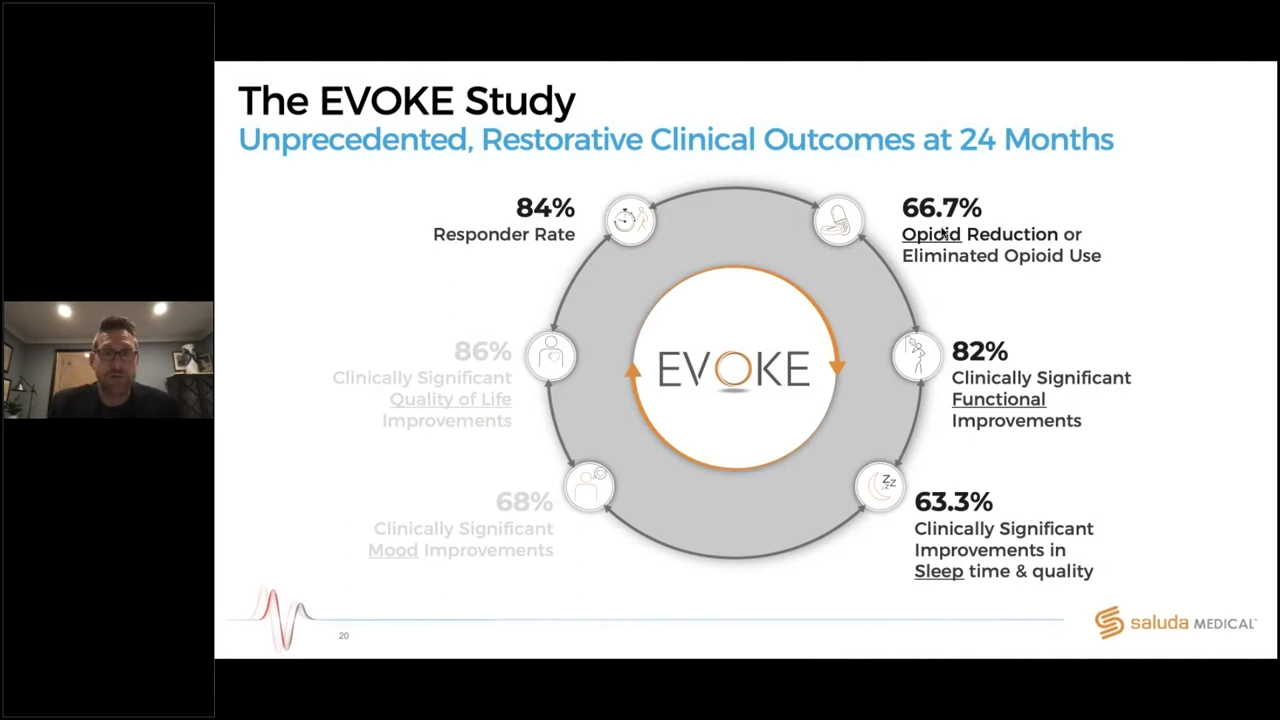 The EVOKE Study
Unprecedented, Restorative Clinical Outcomes at 24 Months
84%
Responder Rate
66.7%
Opioid Reduction or
Eliminated Opioid Use
86%
Clinically Significant
Quality of Life
Improvements
EVOKE
82%
Clinically Significant
Functional
Improvements
68%
Clinically Significant
Mood Improvements
zzz
63.3%
Clinically Significant
Improvements in
Sleep time & quality
20
saluda MEDICAL™